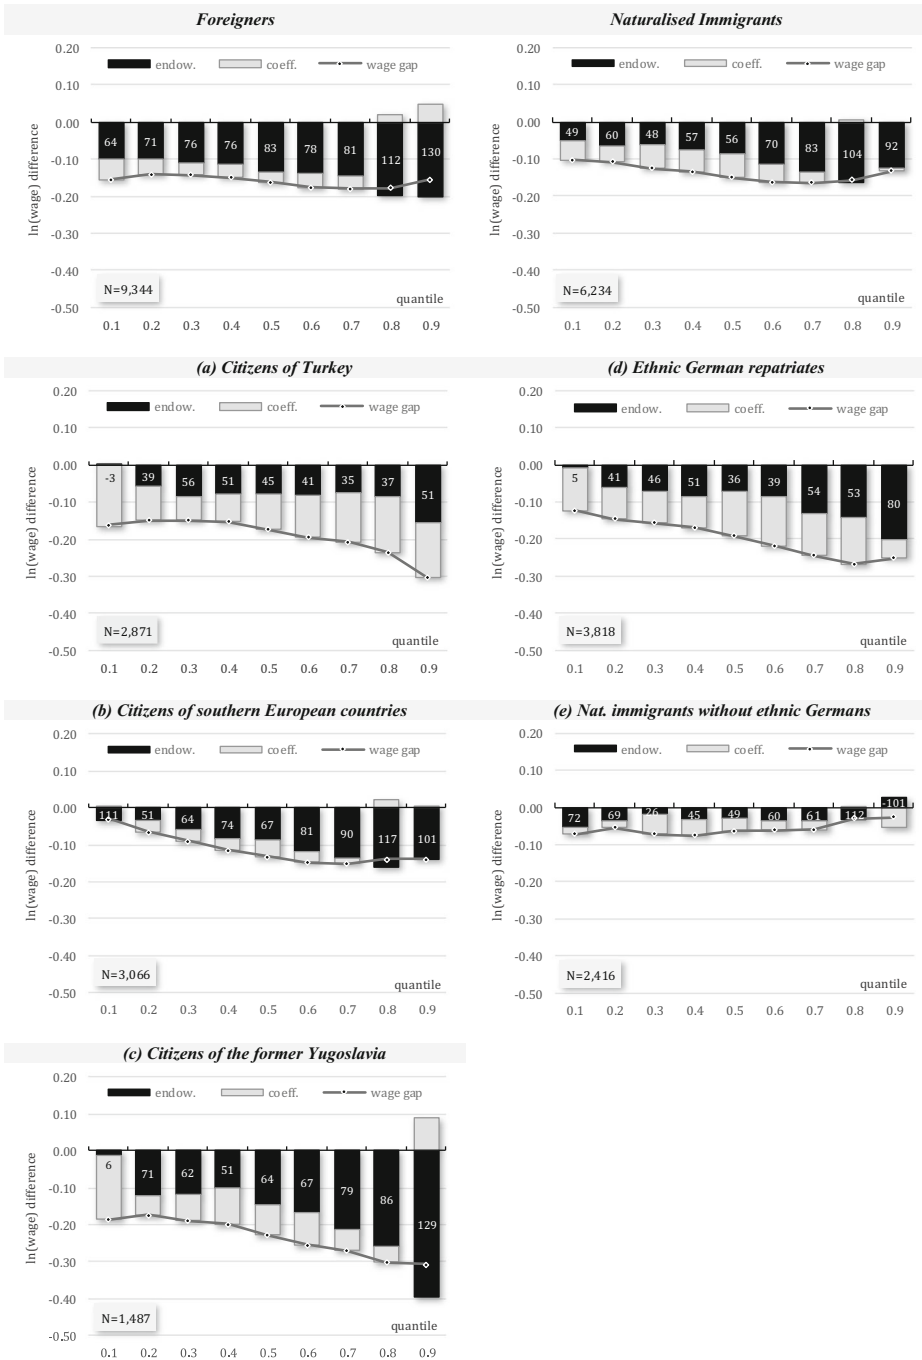 Foreigners
0.20
endow. coeff. wage gap
0.10
0.00
64 71 76 76 83 78 81 112 130
-0.10
-0.20
-0.30
-0.40
-0.50
ln(wage) difference
N=9,344
quantile
0.1 0.2 0.3 0.4 0.5 0.6 0.7 0.8 0.9
Naturalised Immigrants
0.20
endow. coeff. wage gap
0.10
0.00
49 60 48 57 56 70 83 104 92
-0.10
-0.20
-0.30
-0.40
-0.50
ln(wage) difference
N=6,234
quantile
0.1 0.2 0.3 0.4 0.5 0.6 0.7 0.8 0.9
(a) Citizens of Turkey
0.20
endow. coeff. wage gap
0.10
0.00
-3 39 56 51 45 41 35 37 51
-0.10
-0.20
-0.30
-0.40
-0.50
ln(wage) difference
N=2,871
quantile
0.1 0.2 0.3 0.4 0.5 0.6 0.7 0.8 0.9
(d) Ethnic German repatriates
0.20
endow. coeff. wage gap
0.10
0.00
5 41 46 51 36 39 54 53 80
-0.10
-0.20
-0.30
-0.40
-0.50
ln(wage) difference
N=3,818
quantile
0.1 0.2 0.3 0.4 0.5 0.6 0.7 0.8 0.9
(b) Citizens of southern European countries
0.20
endow. coeff. wage gap
0.10
0.00
111 51 64 74 67 81 90 117 101
-0.10
-0.20
-0.30
-0.40
-0.50
ln(wage) difference
N=3,066
quantile
0.1 0.2 0.3 0.4 0.5 0.6 0.7 0.8 0.9
(e) Nat. immigrants without ethnic Germans
0.20
endow. coeff. wage gap
0.10
0.00
72 69 26 45 49 60 61 112 -101
-0.10
-0.20
-0.30
-0.40
-0.50
ln(wage) difference
N=2,416
quantile
0.1 0.2 0.3 0.4 0.5 0.6 0.7 0.8 0.9
(c) Citizens of the former Yugoslavia
0.20
endow. coeff. wage gap
0.10
0.00
6 71 62 51 64 67 79 86 129
-0.10
-0.20
-0.30
-0.40
-0.50
ln(wage) difference
N=1,487
quantile
0.1 0.2 0.3 0.4 0.5 0.6 0.7 0.8 0.9